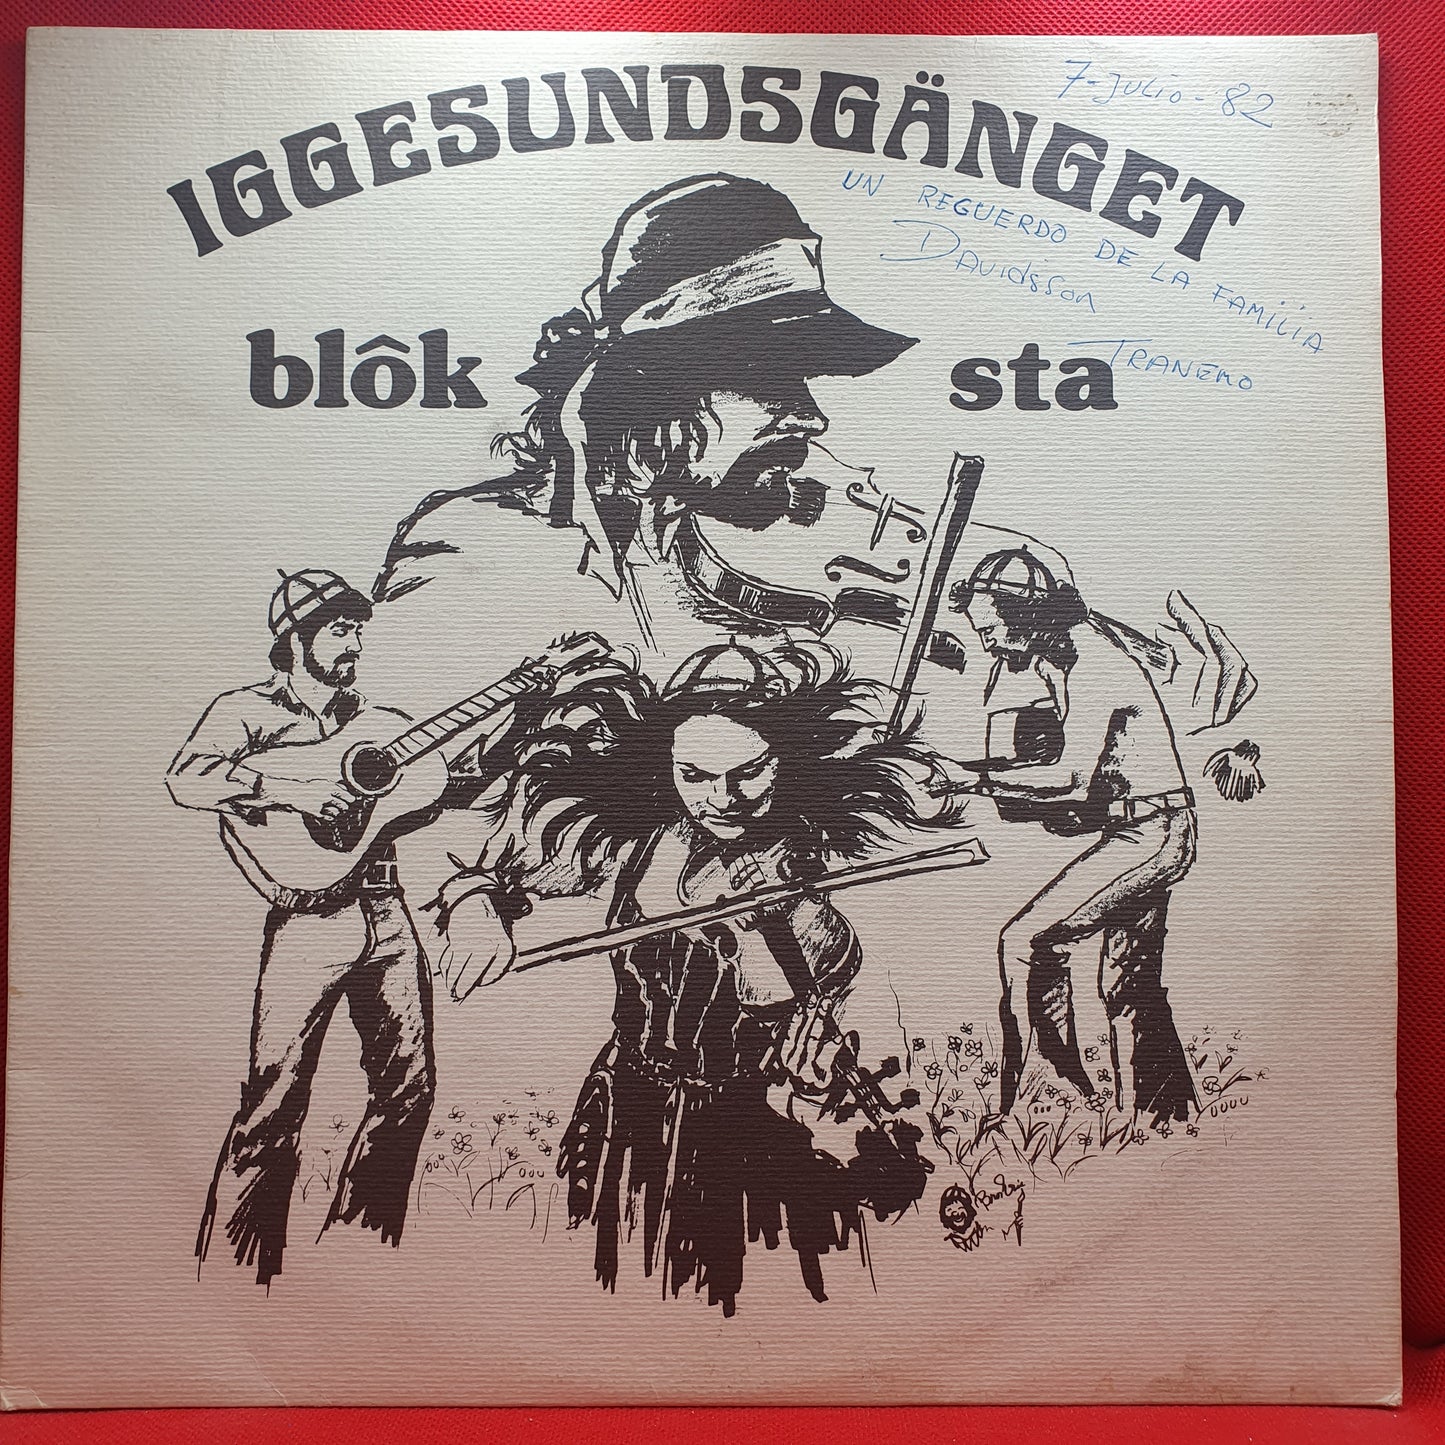 IGGESUNDSGÄNGET
7-JULIO-82
UN REGUERDO DE LA FAMILIA
Davidsson
TRANEMO
blôk sta